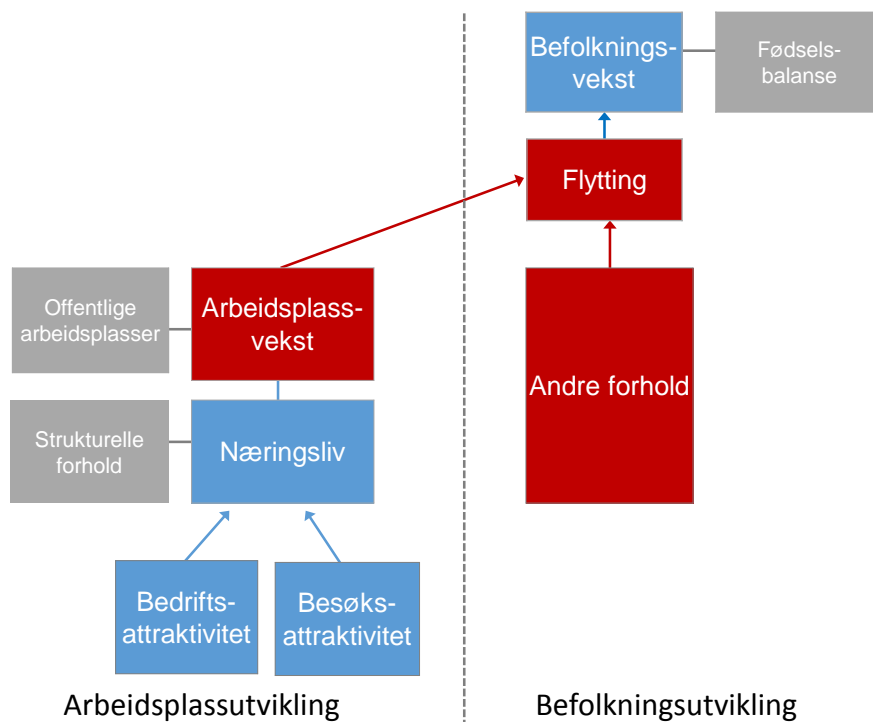 Befolknings-
vekst
Fødsels-
balanse
Flytting
Offentlige
arbeidsplasser
Arbeidsplass-
vekst
Andre forhold
Strukturelle
forhold
Næringsliv
Bedrifts-
attraktivitet
Besøks-
attraktivitet
Arbeidsplassutvikling
Befolkningsutvikling